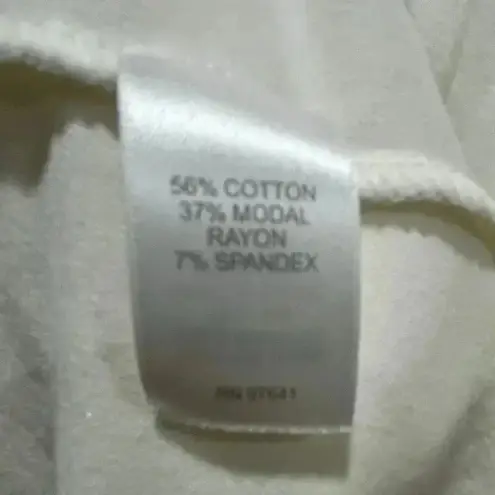 56% COTTON
37% MODAL
RAYON
7% SPANDEX